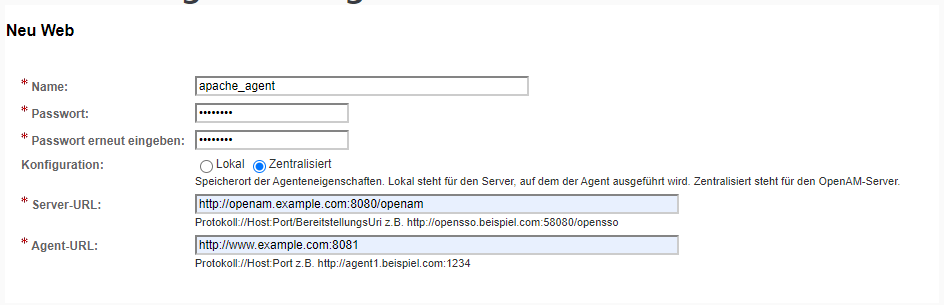 Neu Web
* Name: apache_agent
* Passwort: ••••••••
* Passwort erneut eingeben: ••••••••
Konfiguration: Lokal Zentralisiert
Speicherort der Agenteneigenschaften. Lokal steht für den Server, auf dem der Agent ausgeführt wird. Zentralisiert steht für den OpenAM-Server.
* Server-URL: http://openam.example.com:8080/openam
Protokoll://Host:Port/BereitstellungsUri z.B. http://opensso.beispiel.com:58080/opensso
* Agent-URL: http://www.example.com:8081
Protokoll://Host:Port z.B. http://agent1.beispiel.com:1234